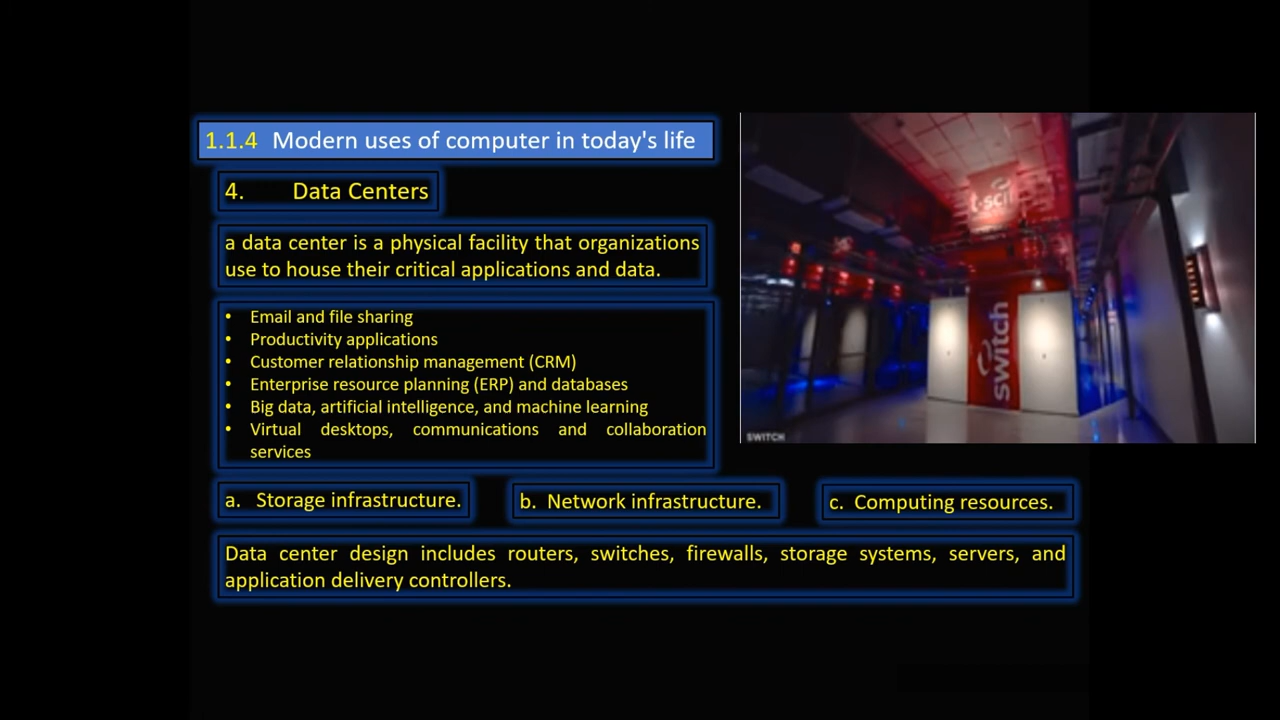 1.1.4 Modern uses of computer in today's life
4. Data Centers
a data center is a physical facility that organizations
use to house their critical applications and data.
• Email and file sharing
• Productivity applications
• Customer relationship management (CRM)
• Enterprise resource planning (ERP) and databases
• Big data, artificial intelligence, and machine learning
• Virtual desktops, communications and collaboration
services
a. Storage infrastructure.
b. Network infrastructure.
c. Computing resources.
Data center design includes routers, switches, firewalls, storage systems, servers, and
application delivery controllers.
switch
SWITCH